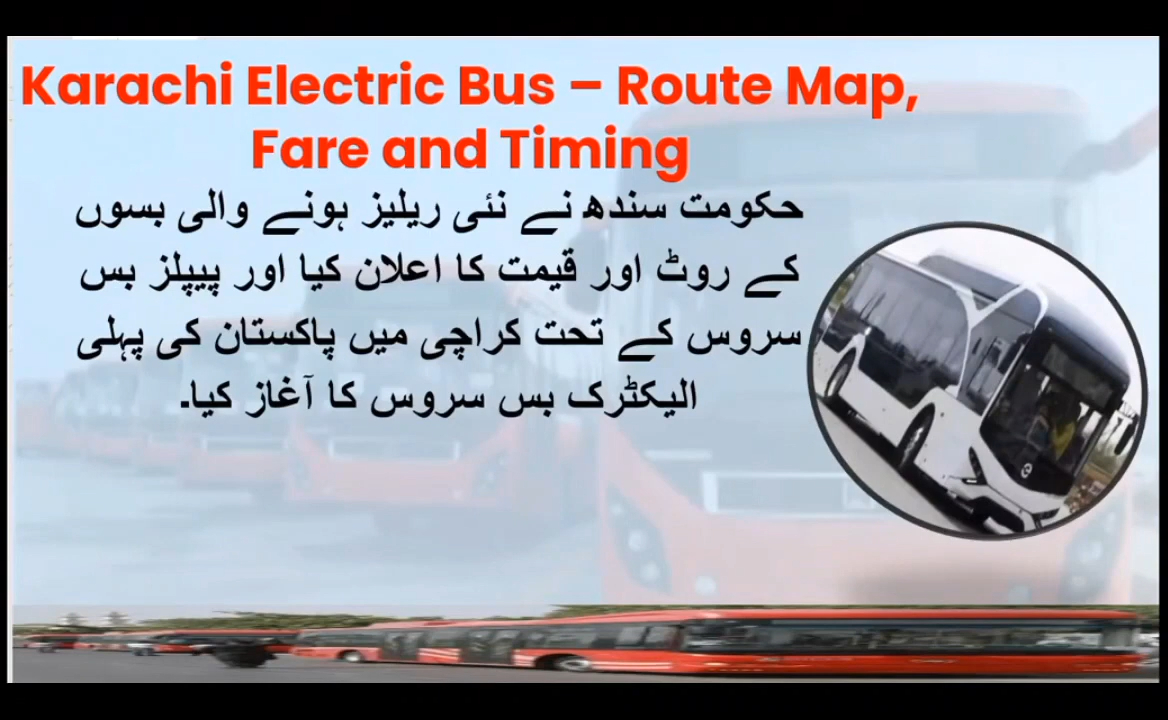 Karachi Electric Bus – Route Map,
Fare and Timing
حکومت سندھ نے نئی ریلیز ہونے والی بسوں
کے روٹ اور قیمت کا اعلان کیا اور پیپلز بس
سروس کے تحت کراچی میں پاکستان کی پہلی
الیکٹرک بس سروس کا آغاز کیا۔